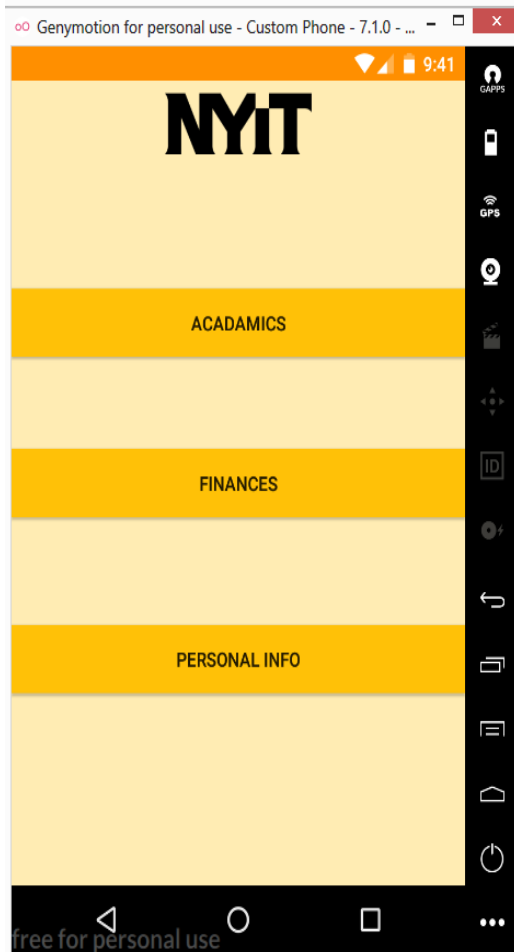 Genymotion for personal use - Custom Phone - 7.1.0 - ...
9:41
GAPPS
NYiT
GPS
ACADAMICS
ID
FINANCES
PERSONAL INFO
free for personal use